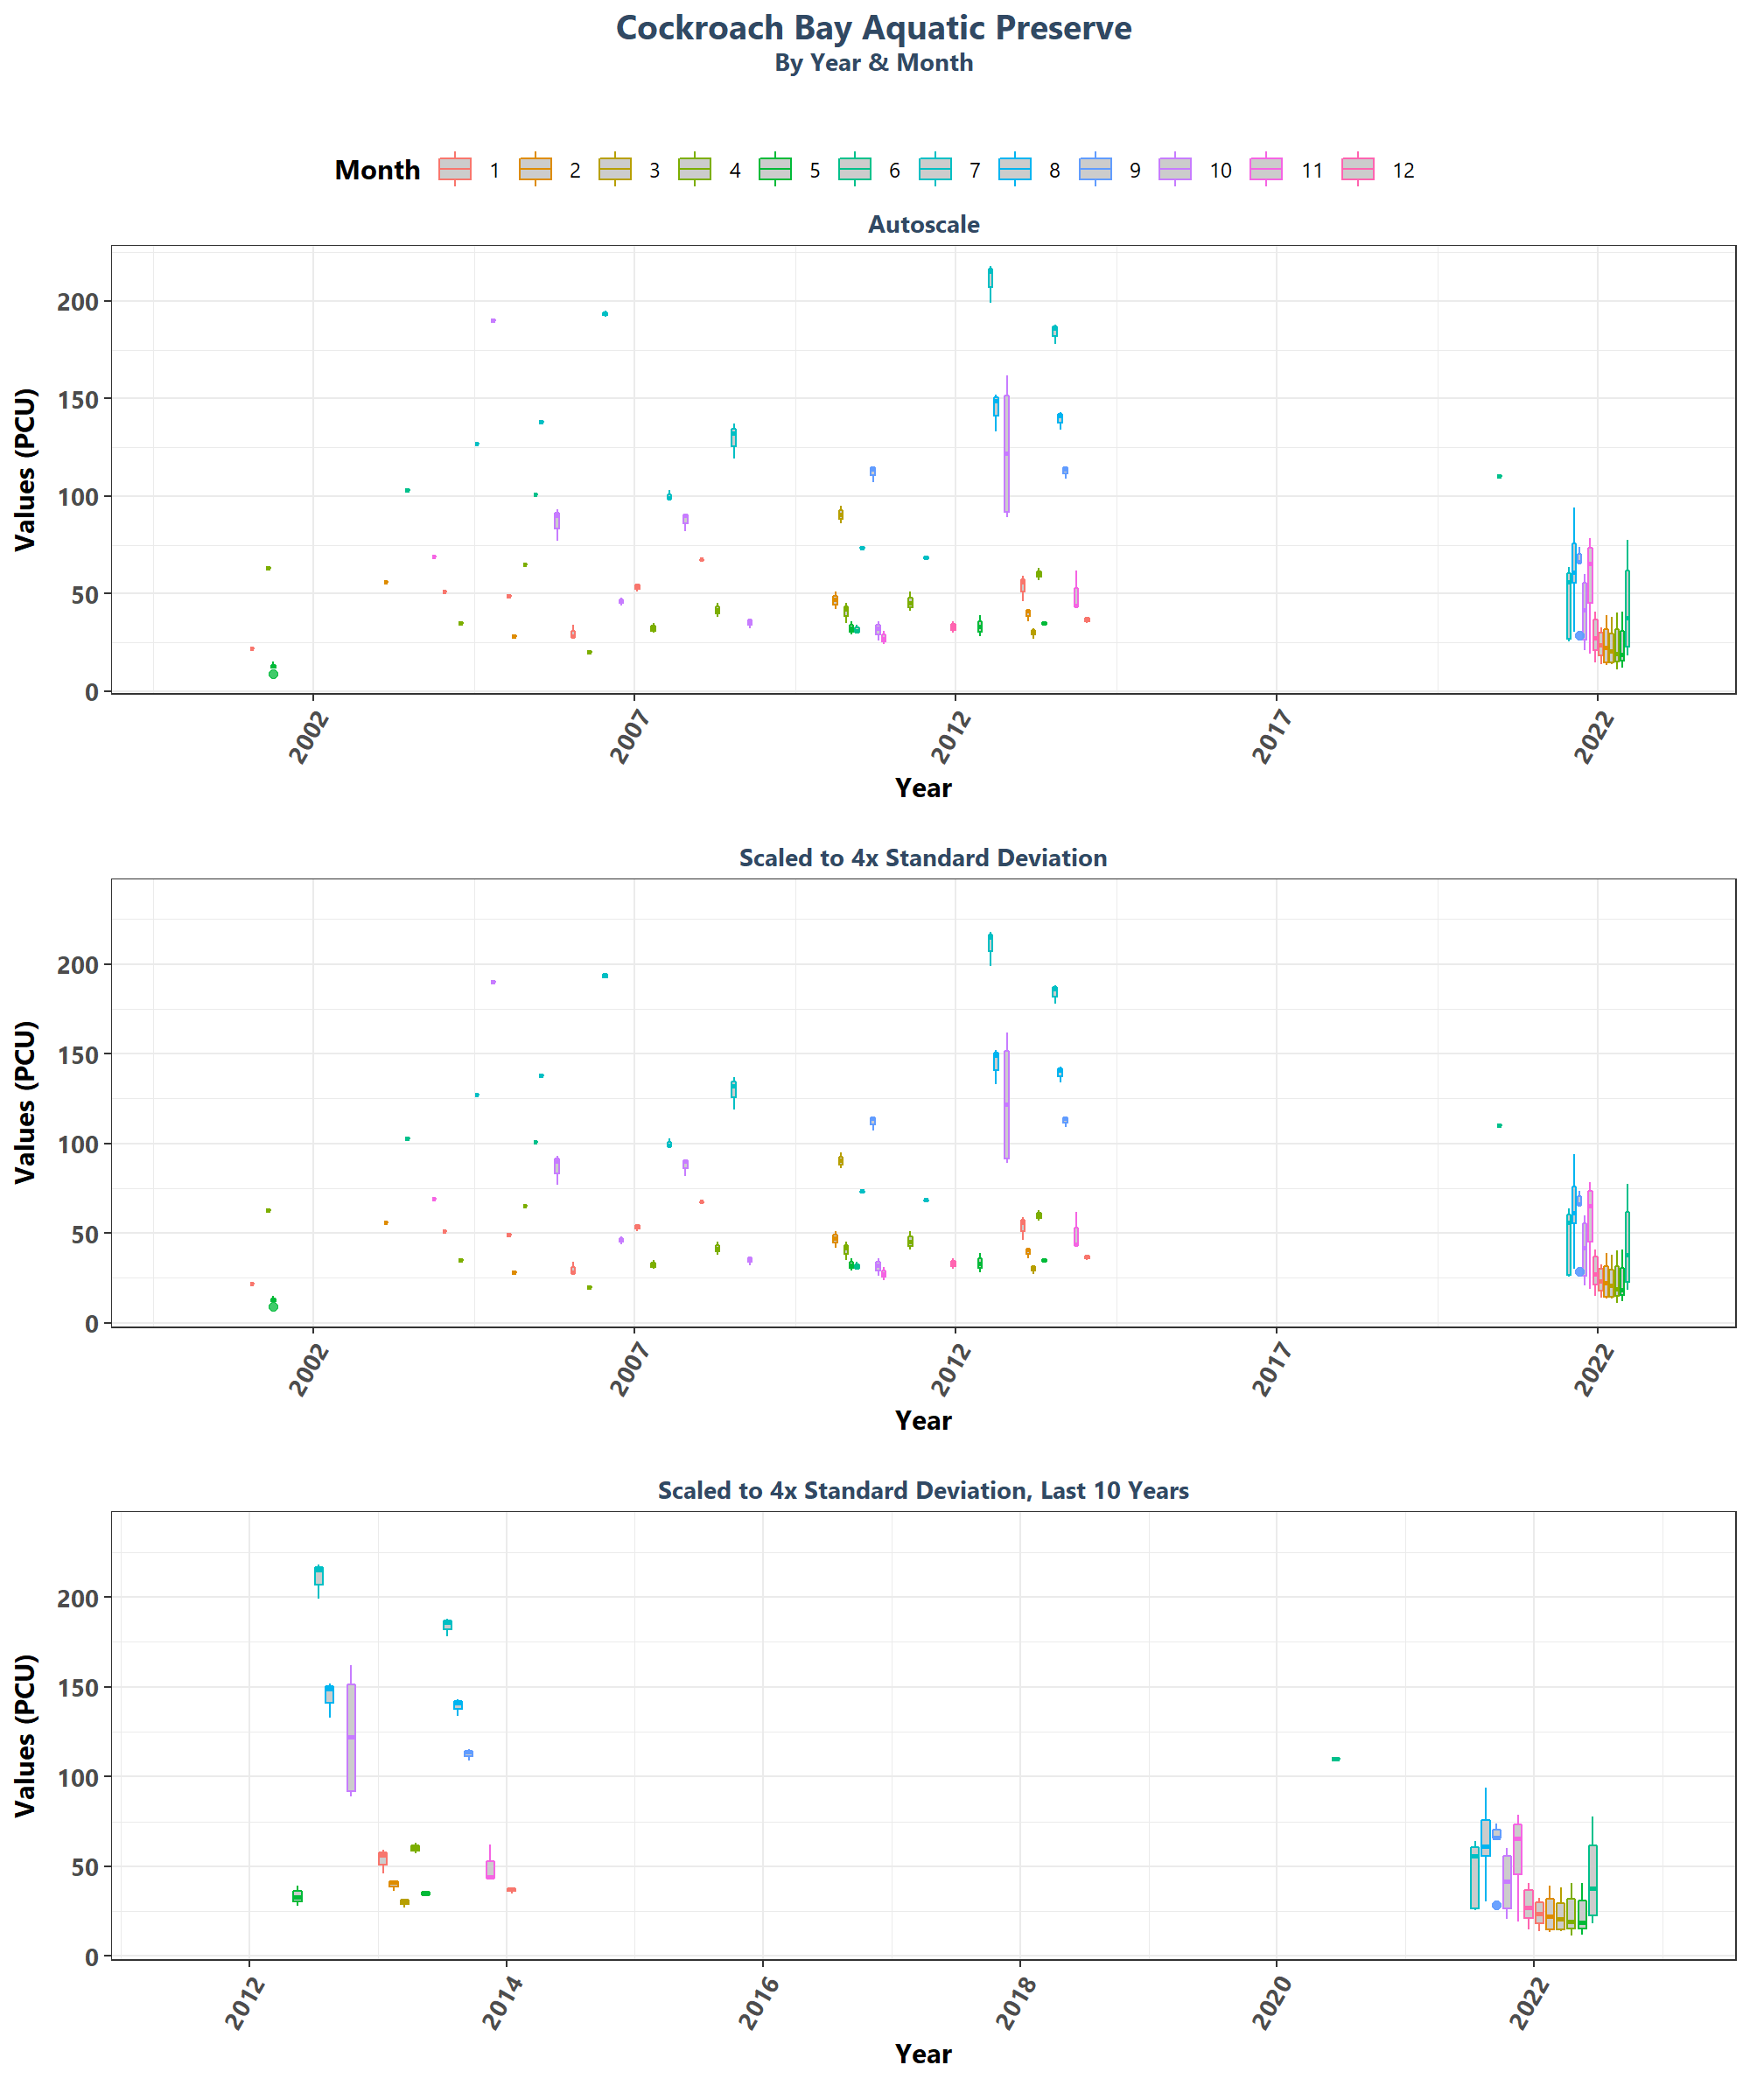 Cockroach Bay Aquatic Preserve
By Year & Month
Month 1 2 3 4 5 6 7 8 9 10 11 12
Autoscale
Values (PCU)
200
150
100
50
0
2002 2007 2012 2017 2022
Year
Scaled to 4x Standard Deviation
Values (PCU)
200
150
100
50
0
2002 2007 2012 2017 2022
Year
Scaled to 4x Standard Deviation, Last 10 Years
Values (PCU)
200
150
100
50
0
2012 2014 2016 2018 2020 2022
Year